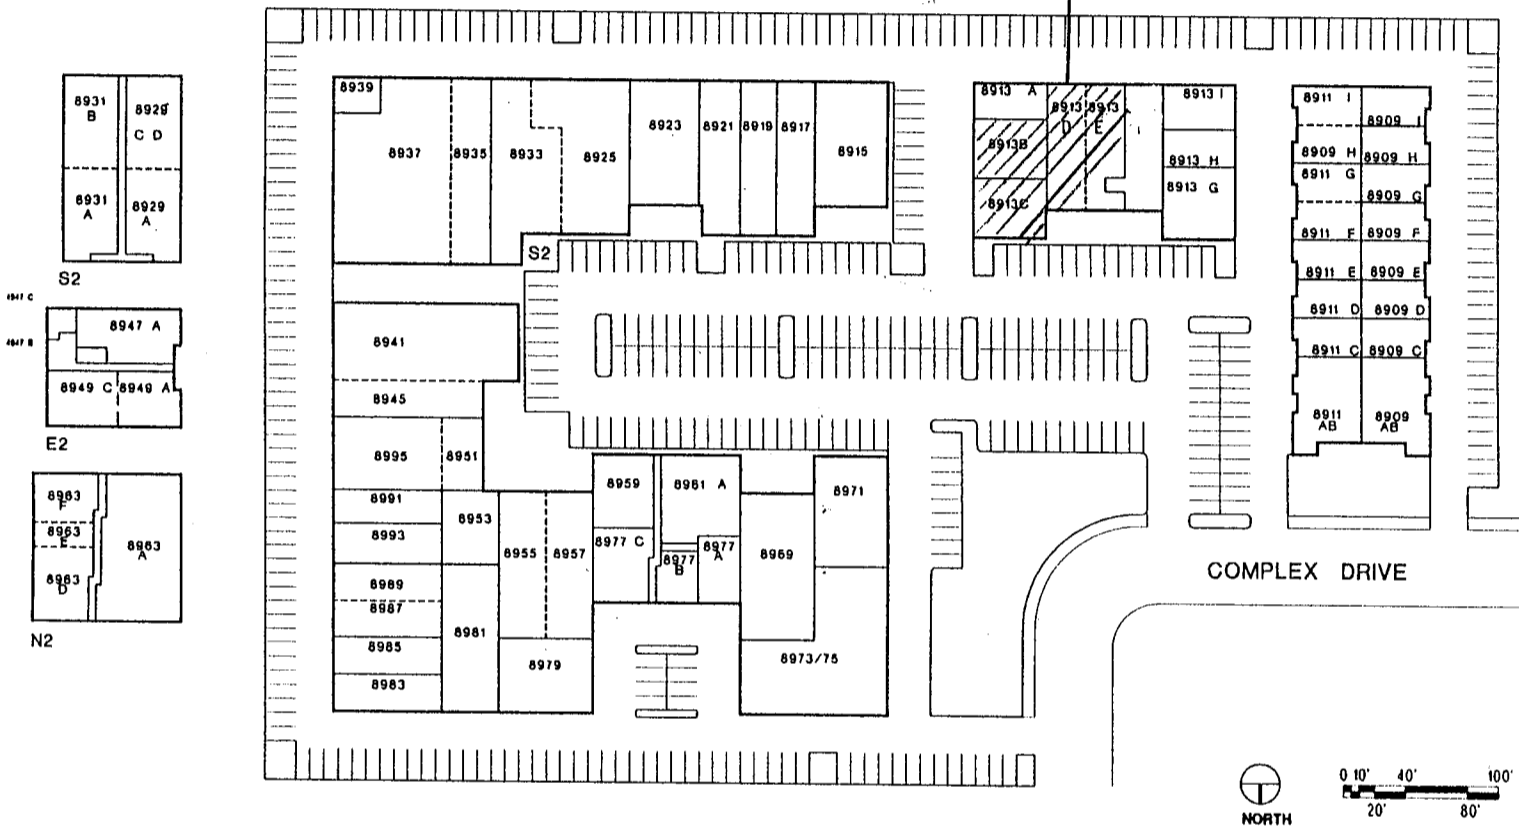 8939
8937
8935
8933
8925
8923
8921
8919
8917
8915
8913 A
8913B
8913C
8913
D
8913
E
8913 I
8913 H
8913 G
8911 I
8909 I
8909 H
8909 H
8911 G
8909 G
8911 F
8909 F
8911 E
8909 E
8911 D
8909 D
8911 C
8909 C
8911
AB
8909
AB
8931
B
8929
C D
8931
A
8929
A
S2
S2
8947 A
8949 C
8949 A
E2
8963
F
8963
E
8963
D
8963
A
N2
8941
8945
8995
8951
8991
8993
8953
8989
8987
8985
8983
8981
8955
8957
8979
8959
8981 A
8977 C
8977
B
8977
A
8969
8971
8973/75
COMPLEX DRIVE
NORTH
0 10' 40' 100'
20' 80'